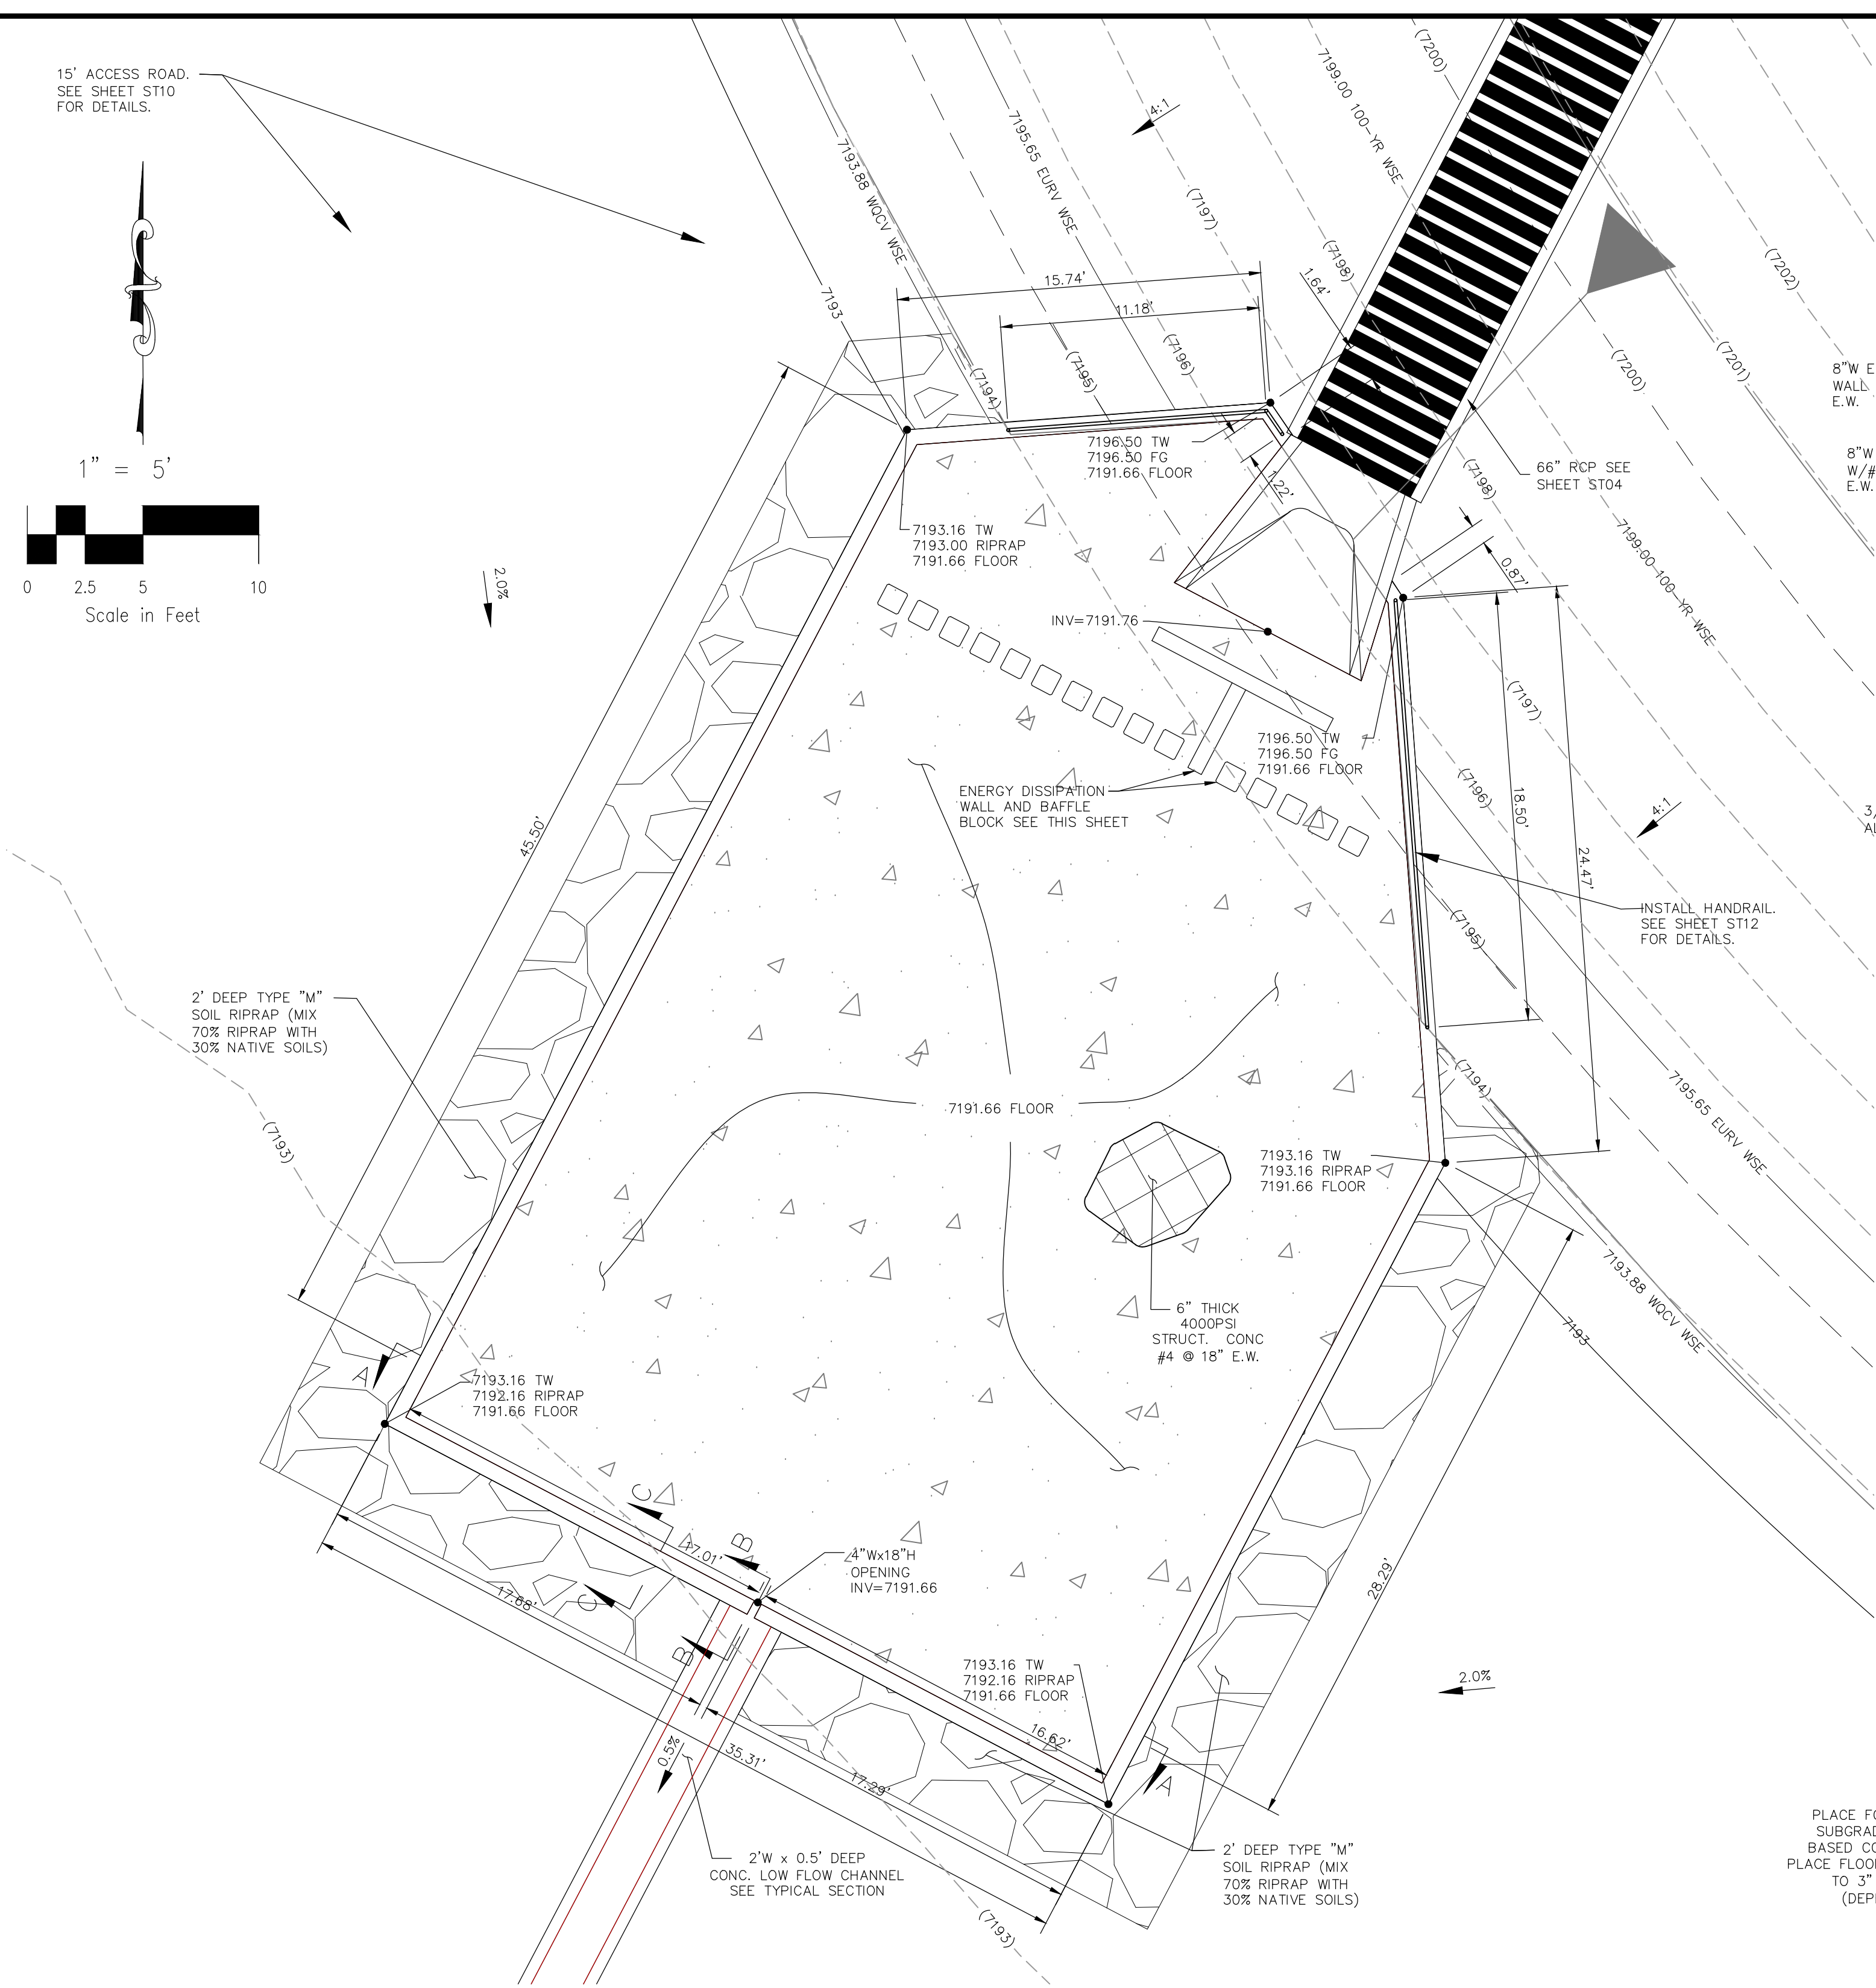 15' ACCESS ROAD.
SEE SHEET ST10
FOR DETAILS.
1" = 5'
0 2.5 5 10
Scale in Feet
2.0%
7193
7193.88 WQCV WSE
7195.65 EURV WSE
4:1
(7197)
(7198)
7199.00 100-YR WSE
(7200)
(7202)
(7201)
(7200)
15.74'
11.18'
1.64'
(7194)
(7195)
(7196)
7196.50 TW
7196.50 FG
7191.66 FLOOR
1.22'
66" RCP SEE
SHEET ST04
(7198)
7199.00 100-YR WSE
0.87'
8"W E
WALL
E.W.
8"W
W/#
E.W.
7193.16 TW
7193.00 RIPRAP
7191.66 FLOOR
INV=7191.76
(7197)
7196.50 TW
7196.50 FG
7191.66 FLOOR
(7196)
ENERGY DISSIPATION
WALL AND BAFFLE
BLOCK SEE THIS SHEET
18.50'
24.47'
4:1
3/
AL
45.50'
(7195)
INSTALL HANDRAIL.
SEE SHEET ST12
FOR DETAILS.
2' DEEP TYPE "M"
SOIL RIPRAP (MIX
70% RIPRAP WITH
30% NATIVE SOILS)
(7193)
7191.66 FLOOR
(7194)
7195.65 EURV WSE
7193.16 TW
7193.16 RIPRAP
7191.66 FLOOR
7193.88 WQCV WSE
7193
6" THICK
4000PSI
STRUCT. CONC
#4 @ 18" E.W.
A
7193.16 TW
7192.16 RIPRAP
7191.66 FLOOR
C
B
17.01'
4"Wx18"H
OPENING
INV=7191.66
17.68'
C
B
28.29'
7193.16 TW
7192.16 RIPRAP
7191.66 FLOOR
2.0%
16.62'
0.5%
35.31'
17.29'
A
2'W x 0.5' DEEP
CONC. LOW FLOW CHANNEL
SEE TYPICAL SECTION
2' DEEP TYPE "M"
SOIL RIPRAP (MIX
70% RIPRAP WITH
30% NATIVE SOILS)
(7193)
PLACE FO
SUBGRAD
BASED CO
PLACE FLOO
TO 3"
(DEP